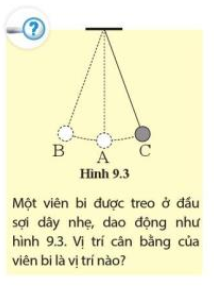 ?
B
A
C
Hình 9.3
Một viên bi được treo ở đầu
sợi dây nhẹ, dao động như
hình 9.3. Vị trí cân bằng của
viên bi là vị trí nào?